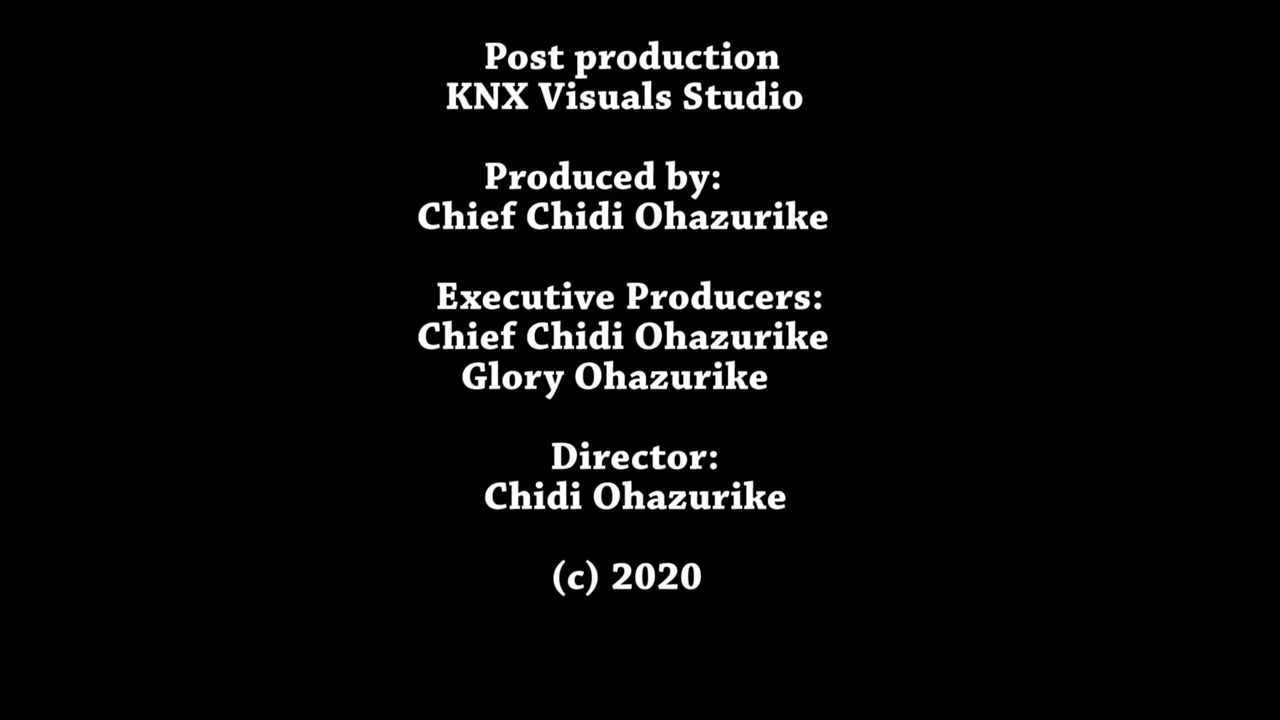 Post production
KNX Visuals Studio
Produced by:
Chief Chidi Ohazurike
Executive Producers:
Chief Chidi Ohazurike
Glory Ohazurike
Director:
Chidi Ohazurike
(c) 2020